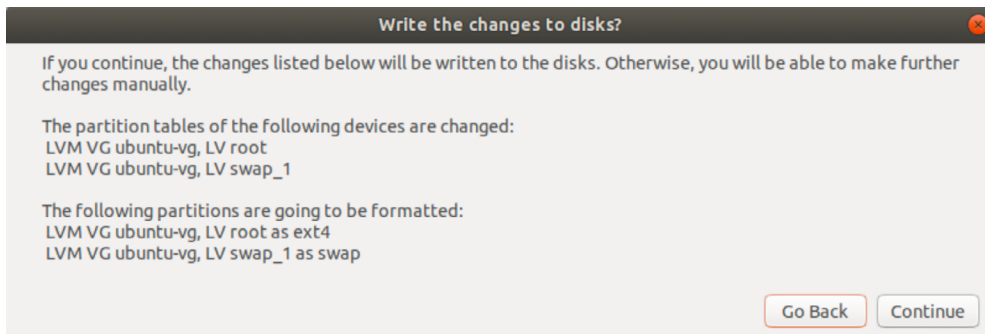 Write the changes to disks?
If you continue, the changes listed below will be written to the disks. Otherwise, you will be able to make further
changes manually.
The partition tables of the following devices are changed:
LVM VG ubuntu-vg, LV root
LVM VG ubuntu-vg, LV swap_1
The following partitions are going to be formatted:
LVM VG ubuntu-vg, LV root as ext4
LVM VG ubuntu-vg, LV swap_1 as swap
Go Back
Continue